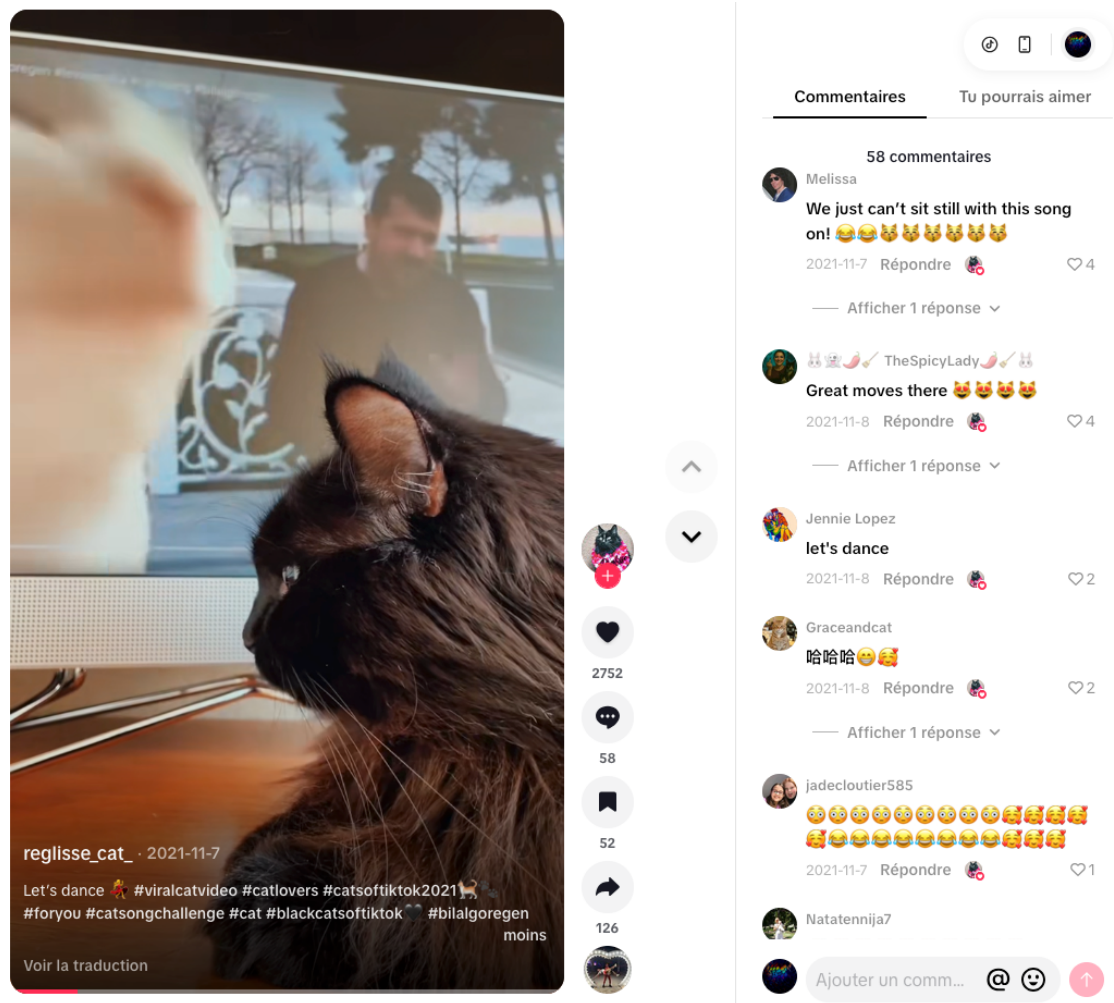 Commentaires
Tu pourrais aimer
58 commentaires
Melissa
We just can't sit still with this song
on! 😂😂😽😽😽😽😽😽
2021-11-7 Répondre 4
Afficher 1 réponse
🐰👻🌶️🧹 TheSpicyLady🌶️🧹🐰
Great moves there 😻😻😻😻
2021-11-8 Répondre 4
Afficher 1 réponse
Jennie Lopez
let's dance
2021-11-8 Répondre 2
Graceandcat
哈哈哈😁🥰
2021-11-8 Répondre 2
Afficher 1 réponse
jadecloutier585
😳😳😳😳😳😳😳😳😳🥰🥰🥰🥰
🥰😂😂😂😂😂😂😂😂🥰🥰🥰
2021-11-7 Répondre 1
Natatennija7
Ajouter un comm...
2752
58
52
126
reglisse_cat_ · 2021-11-7
Let's dance 💃 #viralcatvideo #catlovers #catsoftiktok2021🐈🐾
#foryou #catsongchallenge #cat #blackcatsoftiktok🖤 #bilalgoregen
moins
Voir la traduction